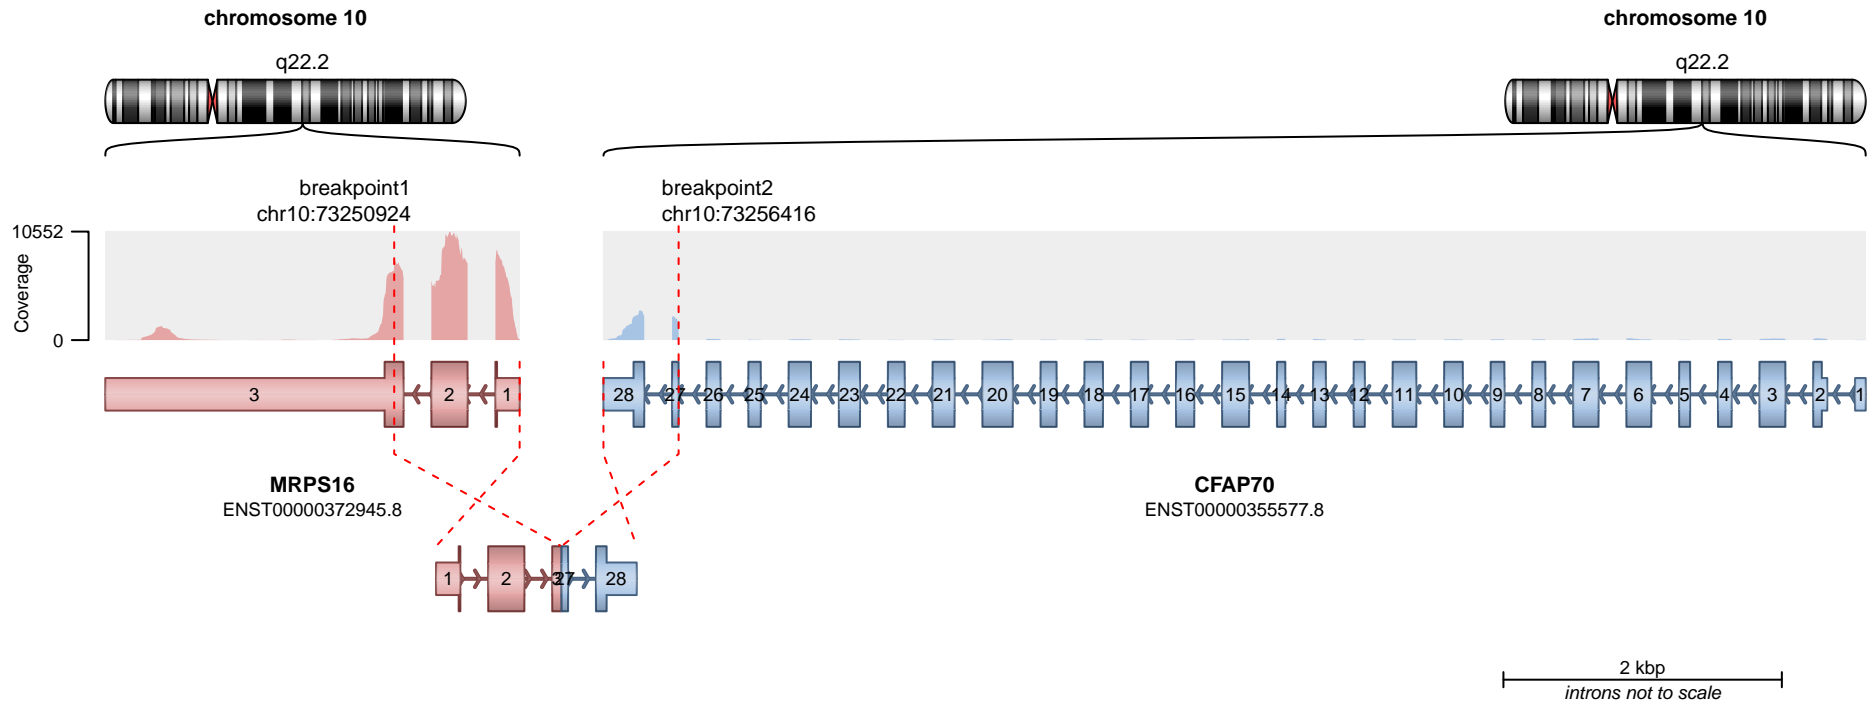 chromosome 10
chromosome 10
q22.2
q22.2
breakpoint1
chr10:73250924
breakpoint2
chr10:73256416
10552
Coverage
0
3 2 1
28 27 26 25 24 23 22 21 20 19 18 17 16 15 14 13 12 11 10 9 8 7 6 5 4 3 2 1
MRPS16
ENST00000372945.8
CFAP70
ENST00000355577.8
1 2 3 27 28
2 kbp
introns not to scale